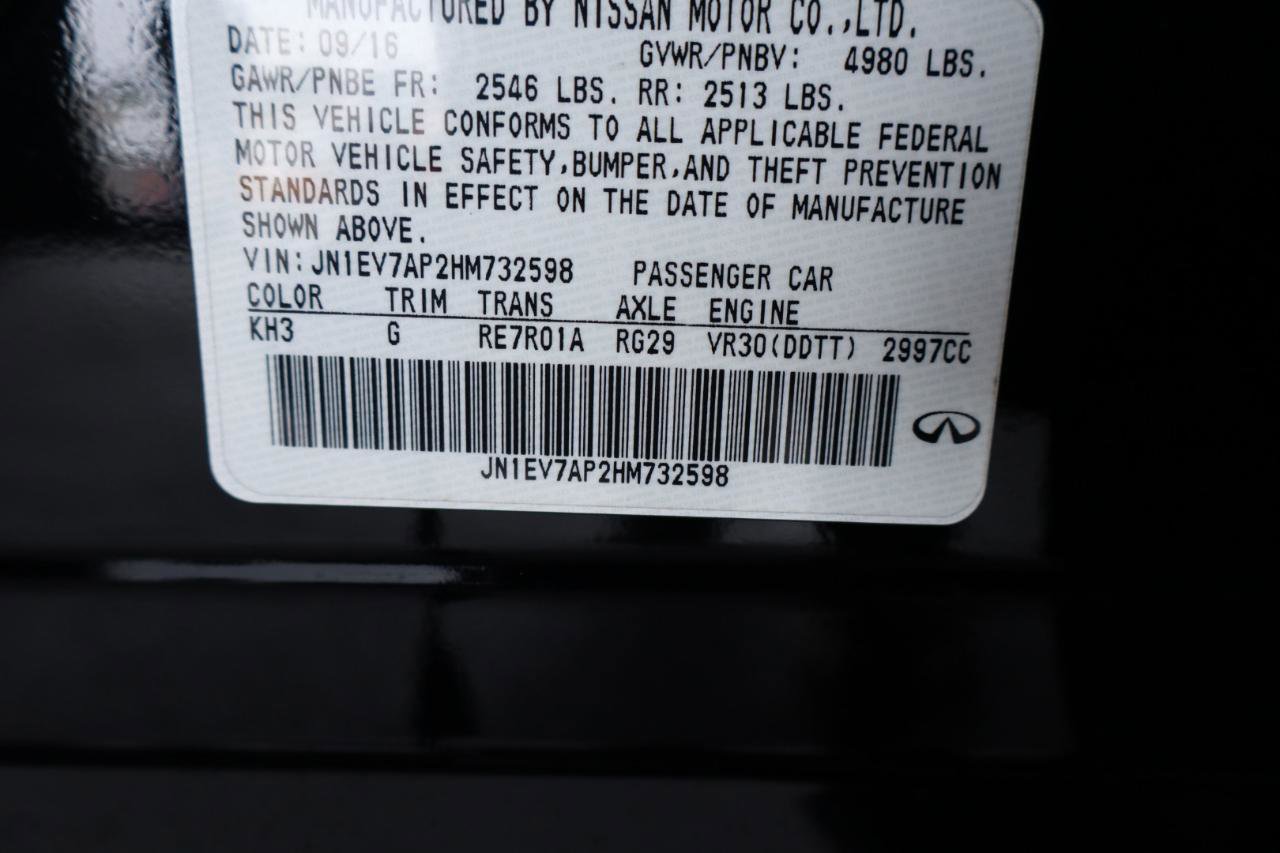 MANUFACTURED BY NISSAN MOTOR CO.,LTD.
DATE: 09/16 GVWR/PNBV: 4980 LBS.
GAWR/PNBE FR: 2546 LBS. RR: 2513 LBS.
THIS VEHICLE CONFORMS TO ALL APPLICABLE FEDERAL
MOTOR VEHICLE SAFETY,BUMPER,AND THEFT PREVENTION
STANDARDS IN EFFECT ON THE DATE OF MANUFACTURE
SHOWN ABOVE.
VIN: JN1EV7AP2HM732598 PASSENGER CAR
COLOR TRIM TRANS AXLE ENGINE
KH3 G RE7R01A RG29 VR30(DDTT) 2997CC
JN1EV7AP2HM732598